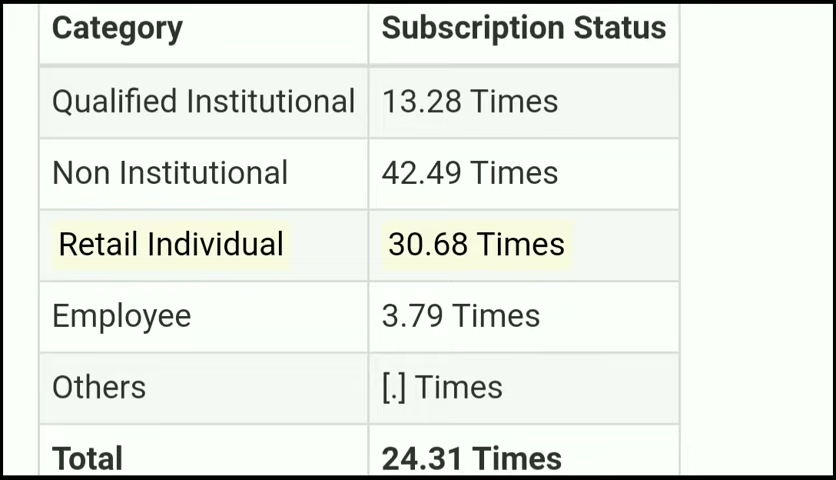 Category Subscription Status
Qualified Institutional 13.28 Times
Non Institutional 42.49 Times
Retail Individual 30.68 Times
Employee 3.79 Times
Others [.] Times
Total 24.31 Times